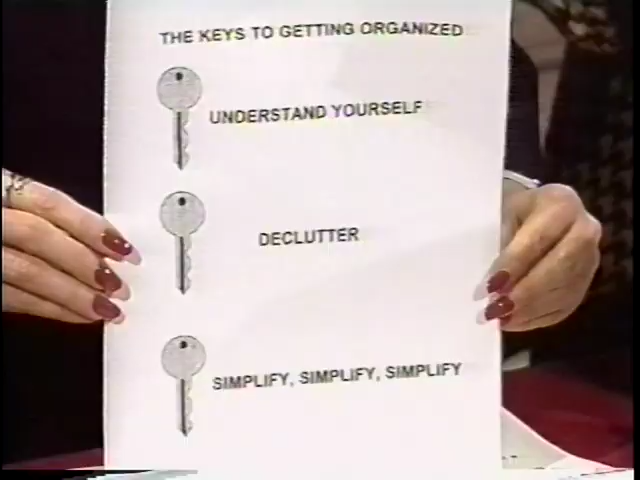 THE KEYS TO GETTING ORGANIZED
UNDERSTAND YOURSELF
DECLUTTER
SIMPLIFY, SIMPLIFY, SIMPLIFY